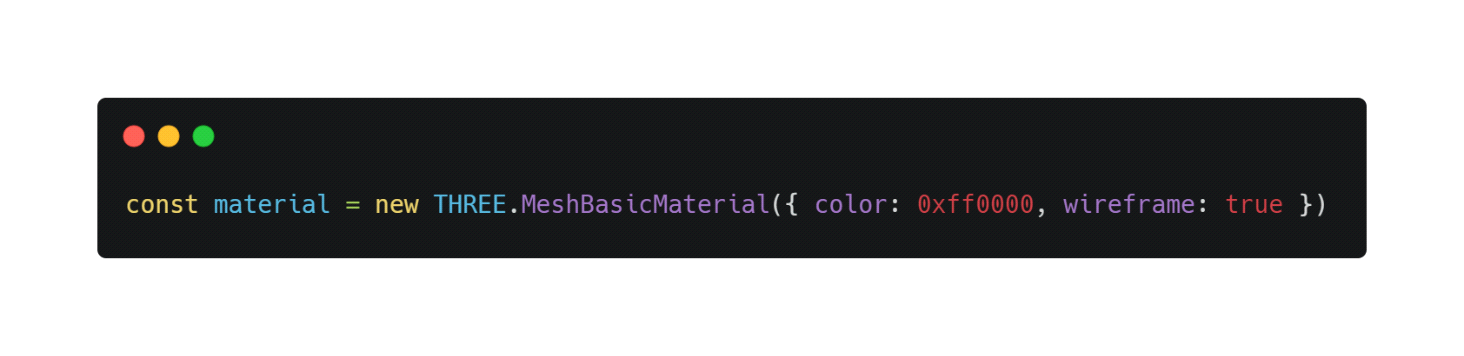 const material = new THREE.MeshBasicMaterial({ color: 0xff0000, wireframe: true })